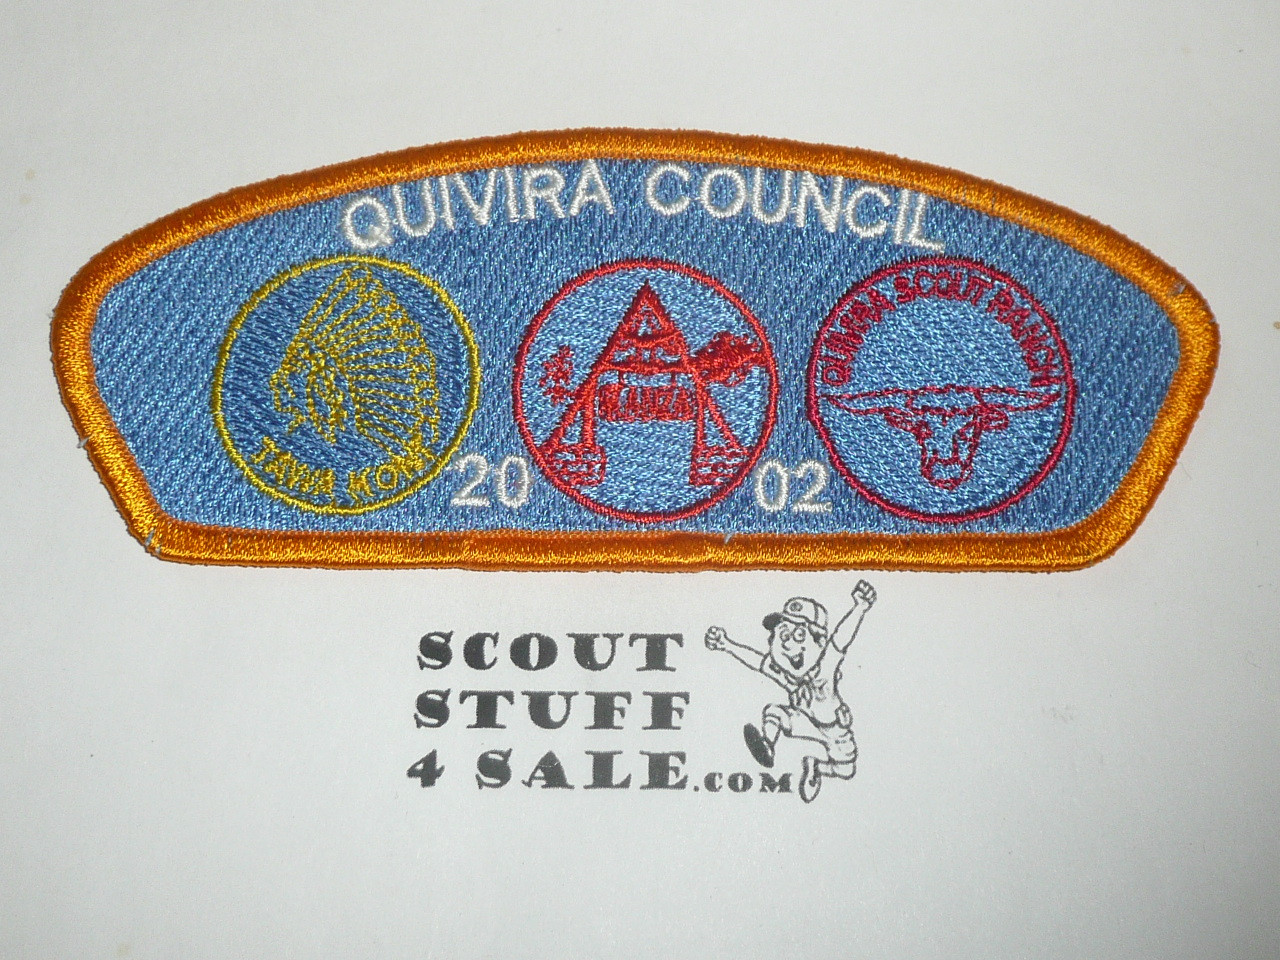 QUIVIRA COUNCIL
TAWA KONI
20
02
QUIVIRA SCOUT RANCH
SCOUT
STUFF
4 SALE.COM